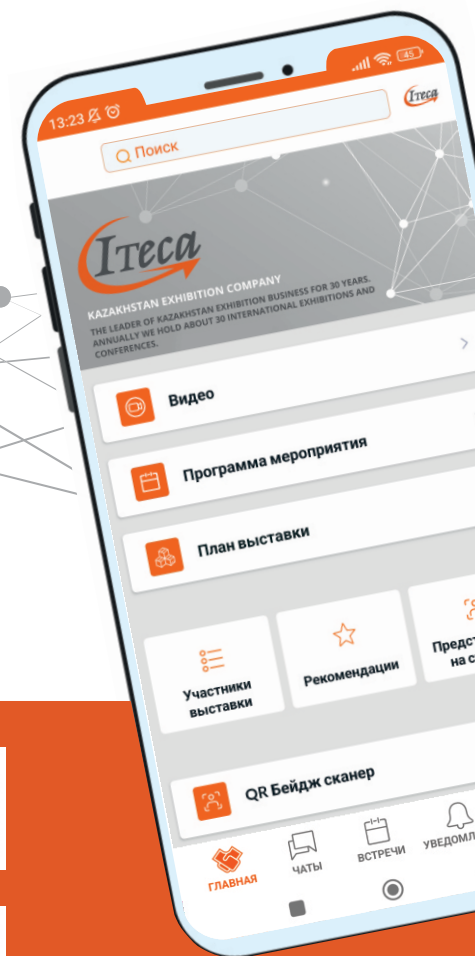 13:23
45
Поиск
ITECA
ITECA
KAZAKHSTAN EXHIBITION COMPANY
THE LEADER OF KAZAKHSTAN EXHIBITION BUSINESS FOR 30 YEARS.
ANNUALLY WE HOLD ABOUT 30 INTERNATIONAL EXHIBITIONS AND
CONFERENCES.
Видео
Программа мероприятия
План выставки
Участники
выставки
Рекомендации
на
QR Бейдж сканер
ГЛАВНАЯ
ЧАТЫ
ВСТРЕЧИ